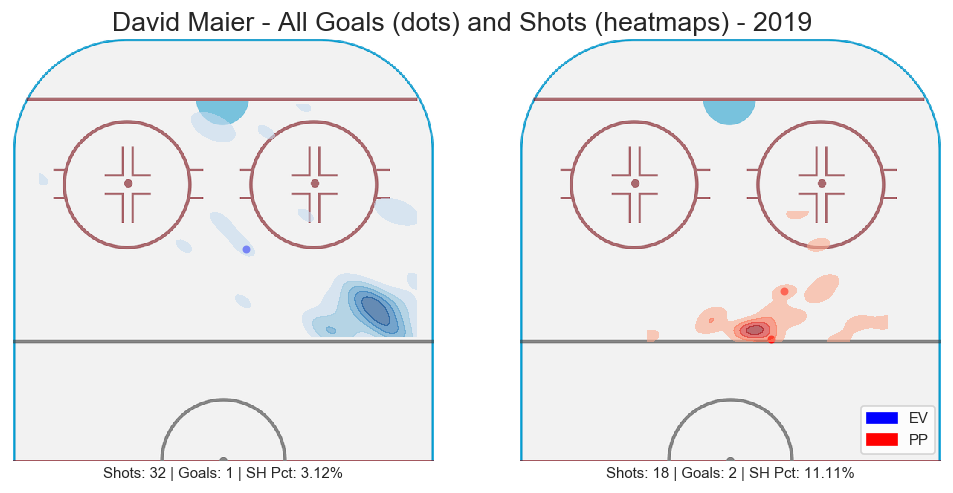 David Maier - All Goals (dots) and Shots (heatmaps) - 2019
EV
PP
Shots: 32 | Goals: 1 | SH Pct: 3.12%
Shots: 18 | Goals: 2 | SH Pct: 11.11%